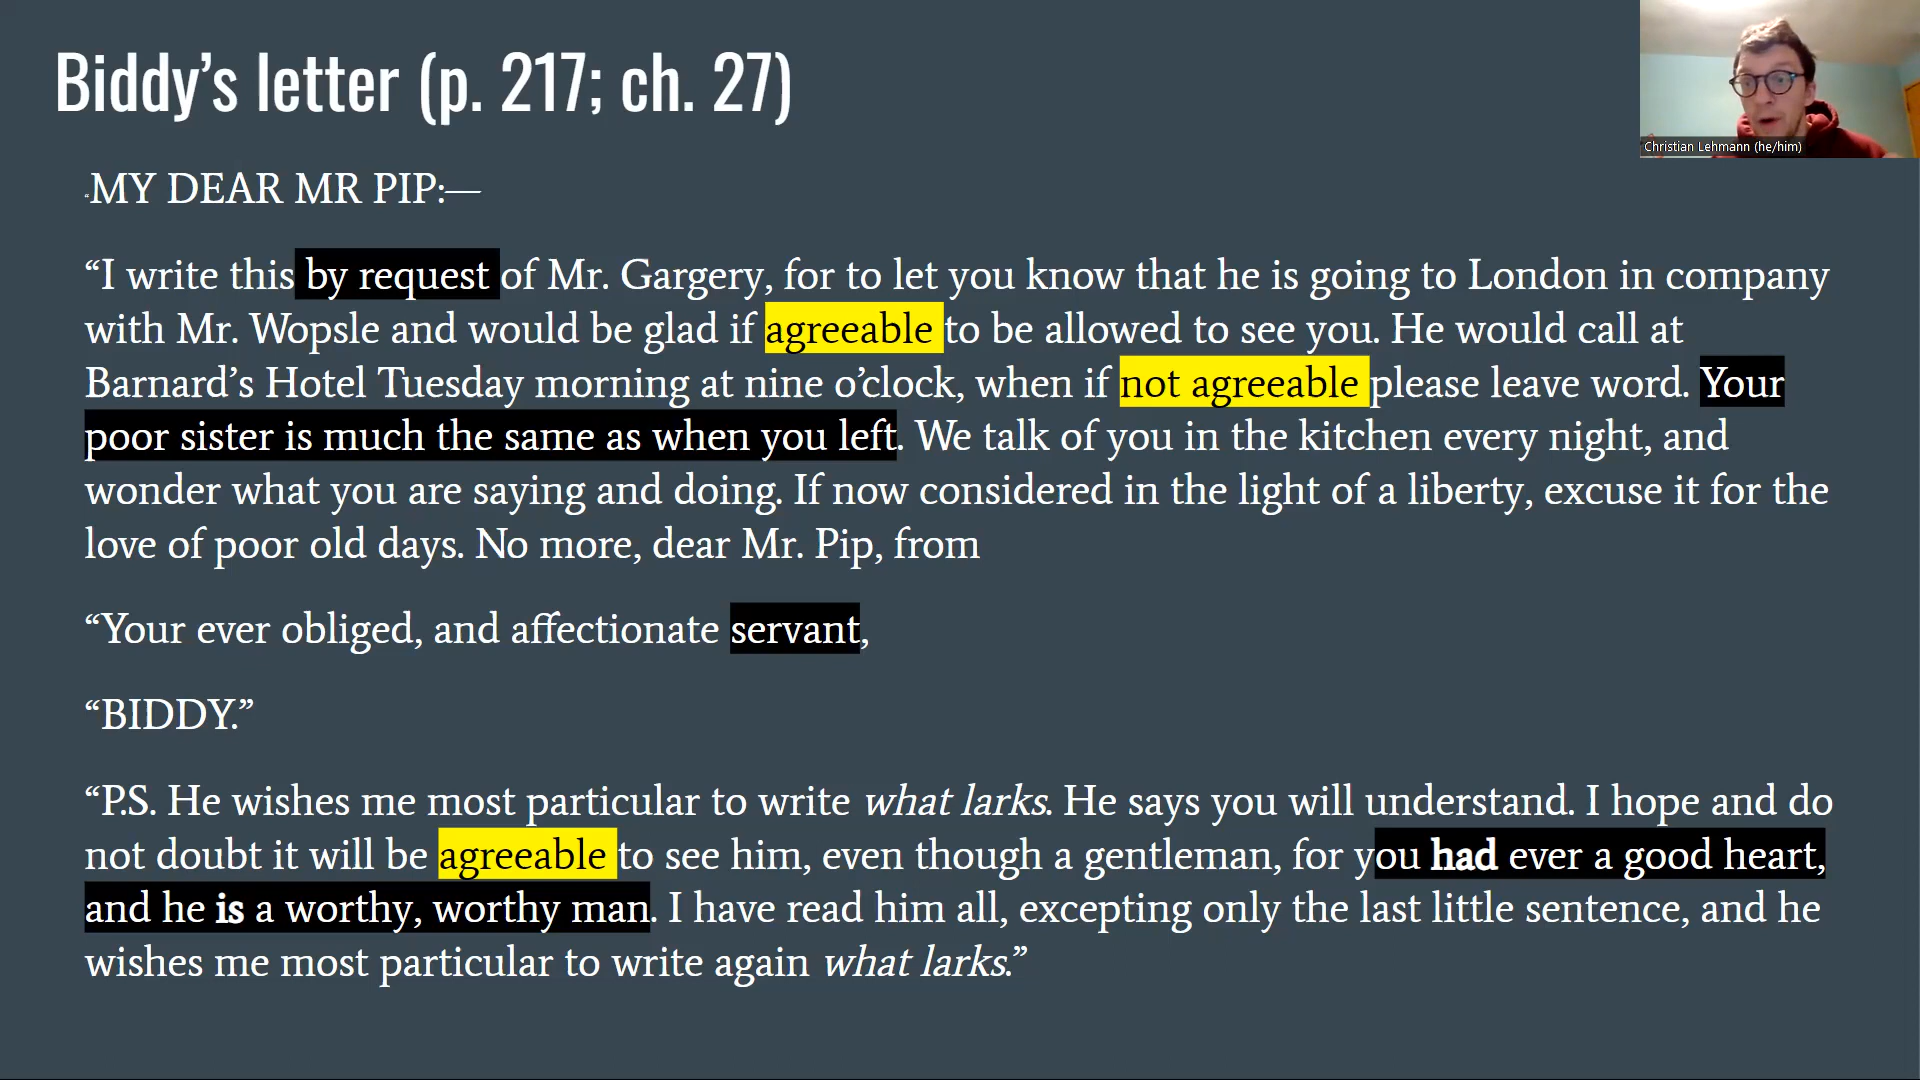 Biddy’s letter (p. 217; ch. 27)
Christian Lehmann (he/him)
“MY DEAR MR PIP:—
“I write this by request of Mr. Gargery, for to let you know that he is going to London in company
with Mr. Wopsle and would be glad if agreeable to be allowed to see you. He would call at
Barnard’s Hotel Tuesday morning at nine o’clock, when if not agreeable please leave word. Your
poor sister is much the same as when you left. We talk of you in the kitchen every night, and
wonder what you are saying and doing. If now considered in the light of a liberty, excuse it for the
love of poor old days. No more, dear Mr. Pip, from
“Your ever obliged, and affectionate servant,
“BIDDY.”
“P.S. He wishes me most particular to write what larks. He says you will understand. I hope and do
not doubt it will be agreeable to see him, even though a gentleman, for you had ever a good heart,
and he is a worthy, worthy man. I have read him all, excepting only the last little sentence, and he
wishes me most particular to write again what larks.”